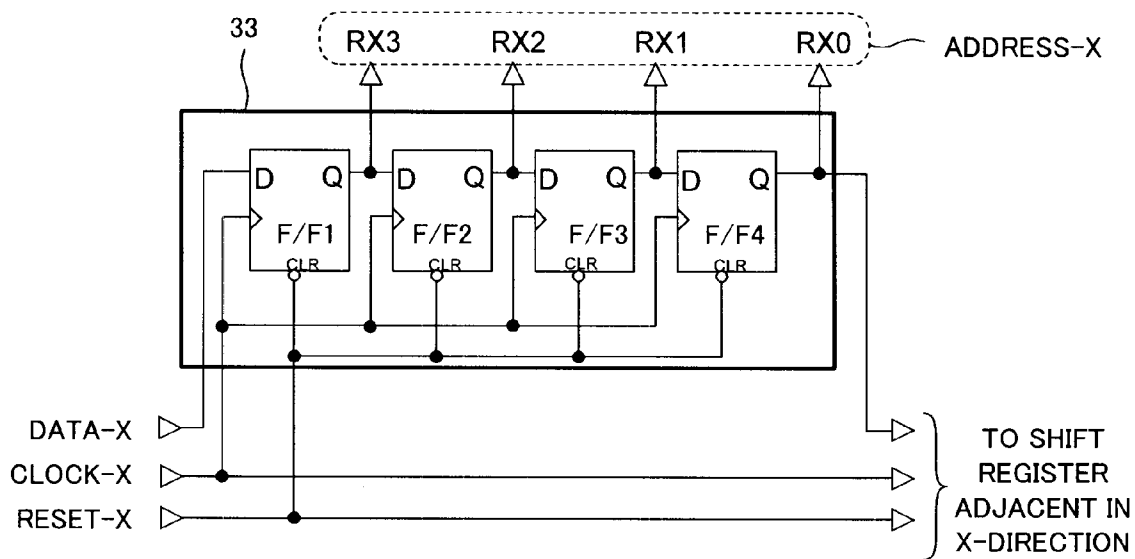 33
RX3 RX2 RX1 RX0
ADDRESS-X
D Q D Q D Q D Q
F/F1 F/F2 F/F3 F/F4
CLR CLR CLR CLR
DATA-X
CLOCK-X
RESET-X
TO SHIFT
REGISTER
ADJACENT IN
X-DIRECTION